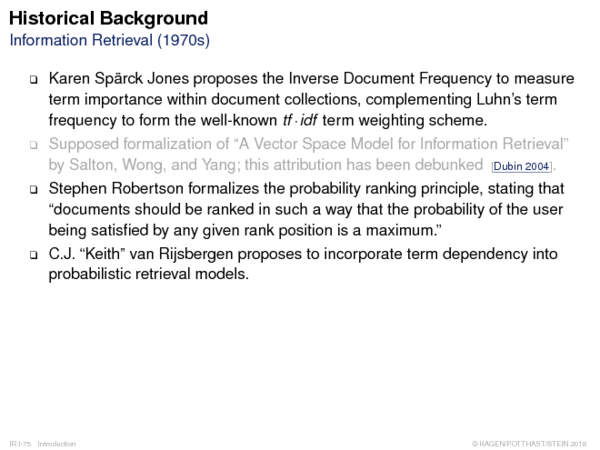 Historical Background
Information Retrieval (1970s)
❑ Karen Spärck Jones proposes the Inverse Document Frequency to measure
term importance within document collections, complementing Luhn’s term
frequency to form the well-known tf · idf term weighting scheme.
❑ Supposed formalization of “A Vector Space Model for Information Retrieval”
by Salton, Wong, and Yang; this attribution has been debunked [Dubin 2004].
❑ Stephen Robertson formalizes the probability ranking principle, stating that
“documents should be ranked in such a way that the probability of the user
being satisfied by any given rank position is a maximum.”
❑ C.J. “Keith” van Rijsbergen proposes to incorporate term dependency into
probabilistic retrieval models.
IR:I-75 Introduction © HAGEN/POTTHAST/STEIN 2018